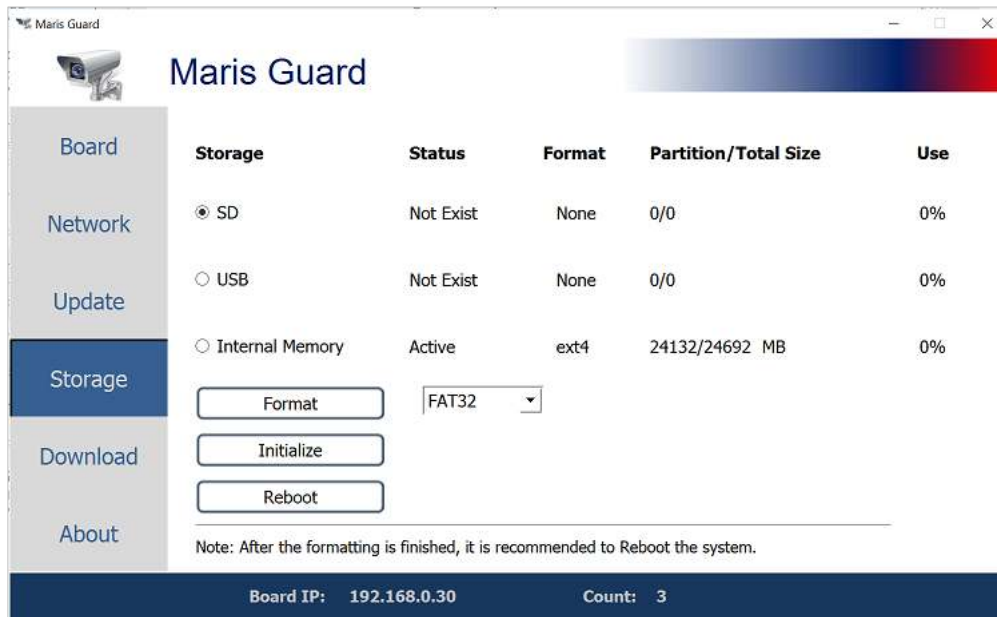 Maris Guard
Maris Guard
Board
Network
Update
Storage
Download
About
Storage Status Format Partition/Total Size Use
SD Not Exist None 0/0 0%
USB Not Exist None 0/0 0%
Internal Memory Active ext4 24132/24692 MB 0%
Format FAT32
Initialize
Reboot
Note: After the formatting is finished, it is recommended to Reboot the system.
Board IP: 192.168.0.30 Count: 3